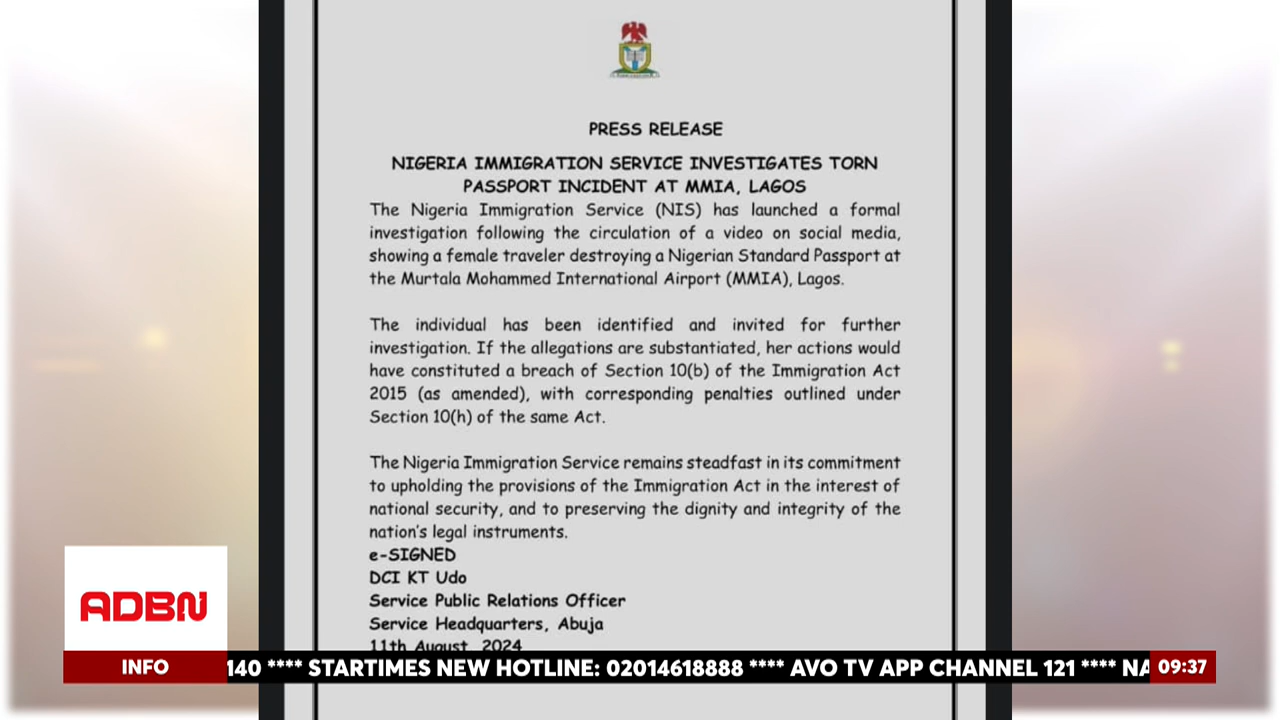 PRESS RELEASE
NIGERIA IMMIGRATION SERVICE INVESTIGATES TORN
PASSPORT INCIDENT AT MMIA, LAGOS
The Nigeria Immigration Service (NIS) has launched a formal
investigation following the circulation of a video on social media,
showing a female traveler destroying a Nigerian Standard Passport at
the Murtala Mohammed International Airport (MMIA), Lagos.
The individual has been identified and invited for further
investigation. If the allegations are substantiated, her actions would
have constituted a breach of Section 10(b) of the Immigration Act
2015 (as amended), with corresponding penalties outlined under
Section 10(h) of the same Act.
The Nigeria Immigration Service remains steadfast in its commitment
to upholding the provisions of the Immigration Act in the interest of
national security, and to preserving the dignity and integrity of the
nation's legal instruments.
e-SIGNED
DCI KT Udo
Service Public Relations Officer
Service Headquarters, Abuja
11th August, 2024
ADBN
INFO
140 **** STARTIMES NEW HOTLINE: 02014618888 **** AVO TV APP CHANNEL 121 **** NA
09:37